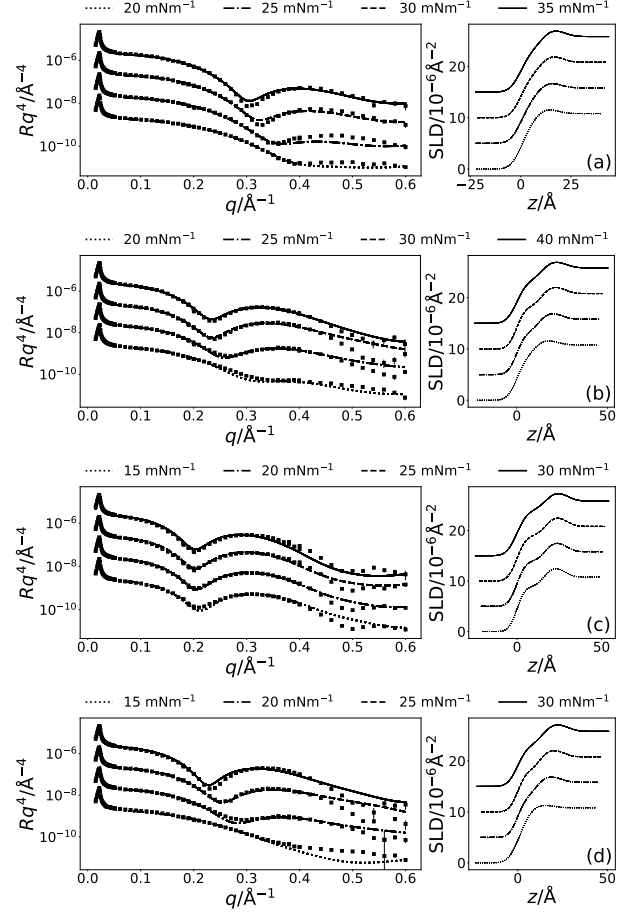 20 mNm⁻¹ 25 mNm⁻¹ 30 mNm⁻¹ 35 mNm⁻¹
10⁻⁶
10⁻⁸
10⁻¹⁰
Rq⁴/Å⁻⁴
0.0 0.1 0.2 0.3 0.4 0.5 0.6
q/Å⁻¹
SLD/10⁻⁶Å⁻²
20
10
0
−25 0 25
z/Å
(a)
20 mNm⁻¹ 25 mNm⁻¹ 30 mNm⁻¹ 40 mNm⁻¹
10⁻⁶
10⁻⁸
10⁻¹⁰
Rq⁴/Å⁻⁴
0.0 0.1 0.2 0.3 0.4 0.5 0.6
q/Å⁻¹
SLD/10⁻⁶Å⁻²
20
10
0
0 50
z/Å
(b)
15 mNm⁻¹ 20 mNm⁻¹ 25 mNm⁻¹ 30 mNm⁻¹
10⁻⁶
10⁻⁸
10⁻¹⁰
Rq⁴/Å⁻⁴
0.0 0.1 0.2 0.3 0.4 0.5 0.6
q/Å⁻¹
SLD/10⁻⁶Å⁻²
20
10
0
0 50
z/Å
(c)
15 mNm⁻¹ 20 mNm⁻¹ 25 mNm⁻¹ 30 mNm⁻¹
10⁻⁶
10⁻⁸
10⁻¹⁰
Rq⁴/Å⁻⁴
0.0 0.1 0.2 0.3 0.4 0.5 0.6
q/Å⁻¹
SLD/10⁻⁶Å⁻²
20
10
0
0 50
z/Å
(d)